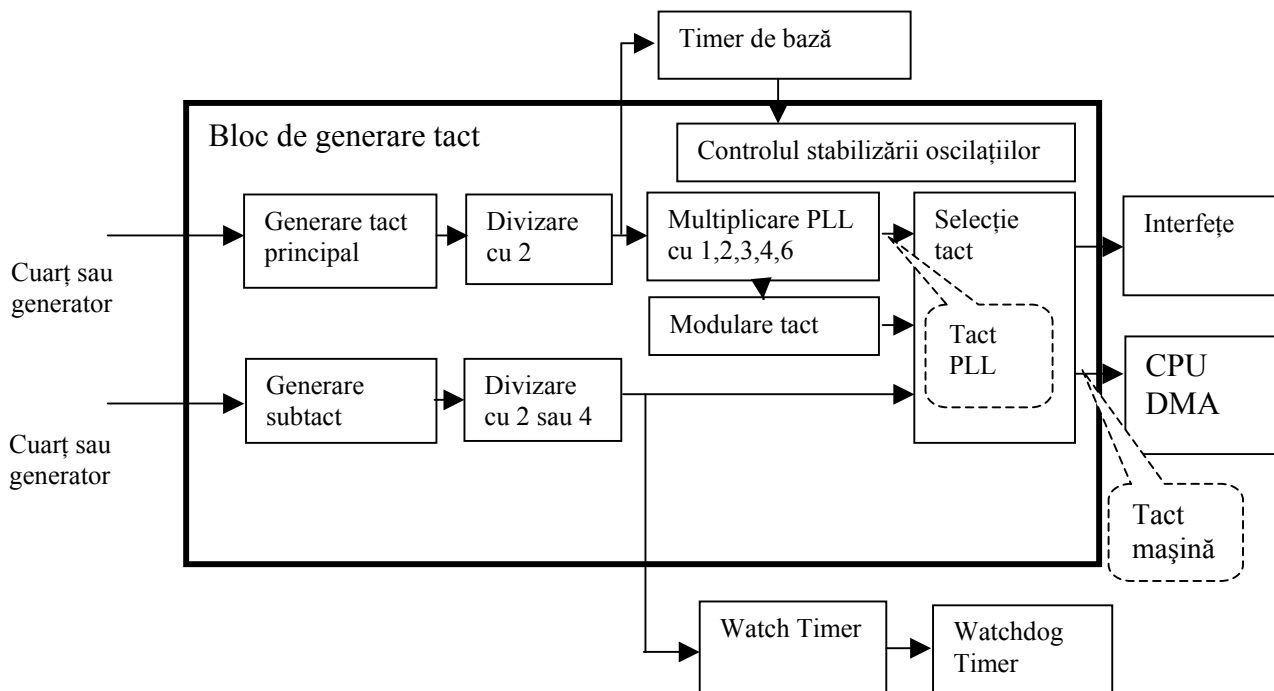 Timer de bază
Bloc de generare tact
Controlul stabilizării oscilațiilor
Generare tact
principal
Divizare
cu 2
Multiplicare PLL
cu 1,2,3,4,6
Selecție
tact
Interfețe
Cuarț sau
generator
Modulare tact
Tact
PLL
Generare
subtact
Divizare
cu 2 sau 4
CPU
DMA
Cuarț sau
generator
Tact
maşină
Watch Timer
Watchdog
Timer